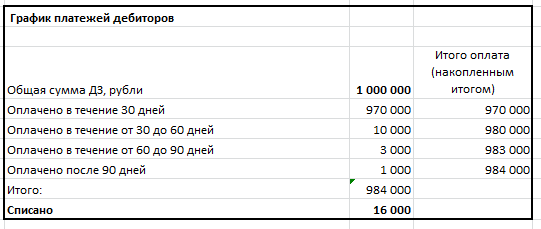 График платежей дебиторов
Итого оплата
(накопленным
итогом)
Общая сумма ДЗ, рубли 1 000 000
Оплачено в течение 30 дней 970 000 970 000
Оплачено в течение от 30 до 60 дней 10 000 980 000
Оплачено в течение от 60 до 90 дней 3 000 983 000
Оплачено после 90 дней 1 000 984 000
Итого: 984 000
Списано 16 000